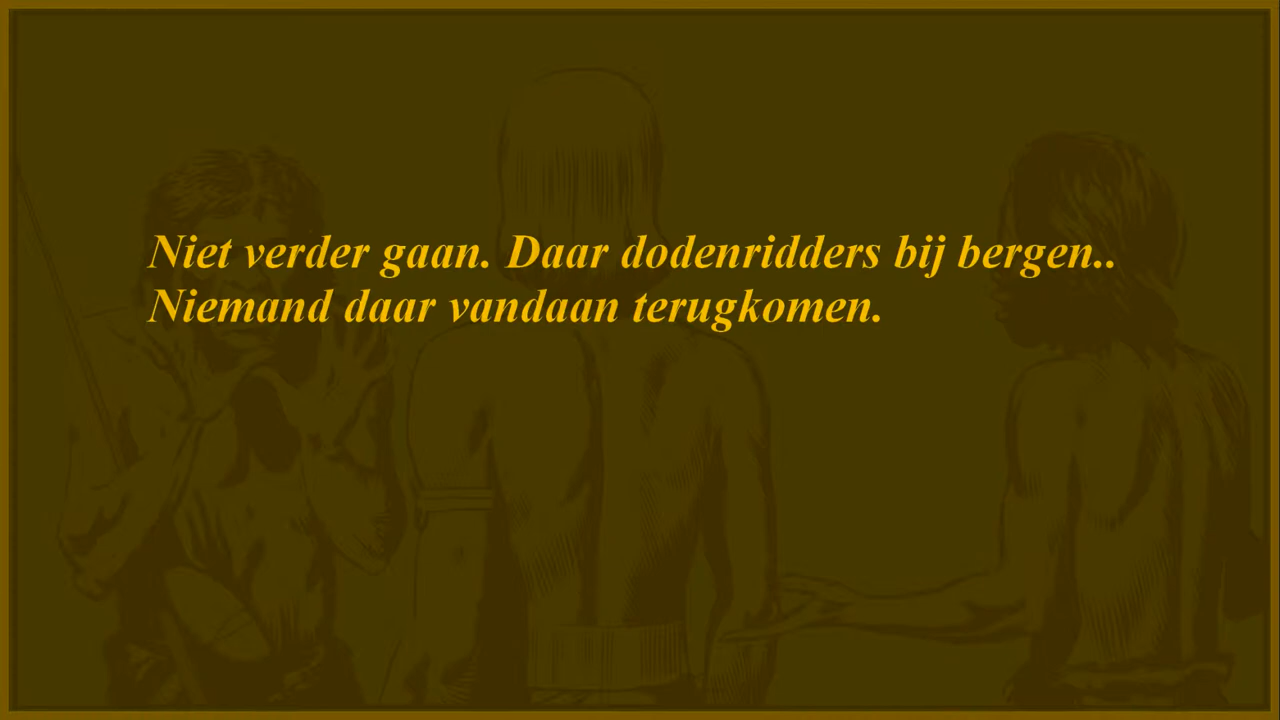 Niet verder gaan. Daar dodenridders bij bergen..
Niemand daar vandaan terugkomen.